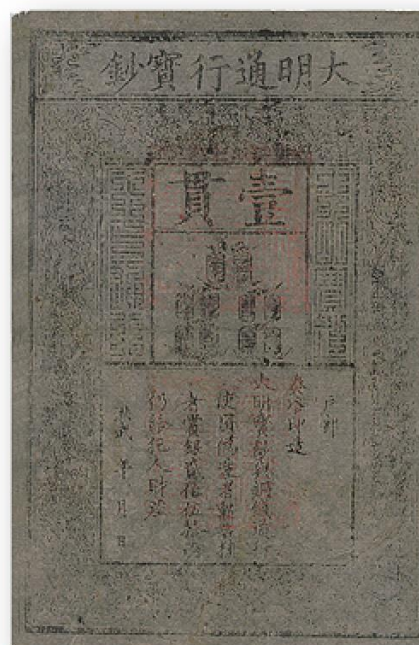 大明通行寶鈔
壹貫
戶部
奏准印造
大明寶鈔與銅錢通行
使用偽造者斬告捕
者賞銀貳拾伍兩
仍給犯人財產
洪武 年 月 日